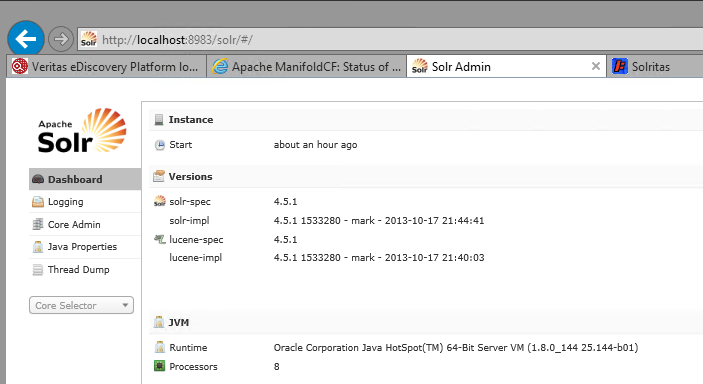 http://localhost:8983/solr/#/
Veritas eDiscovery Platform lo... Apache ManifoldCF: Status of ... Solr Admin Solritas
Apache
Solr
Dashboard
Logging
Core Admin
Java Properties
Thread Dump
Core Selector
Instance
Start about an hour ago
Versions
solr-spec 4.5.1
solr-impl 4.5.1 1533280 - mark - 2013-10-17 21:44:41
lucene-spec 4.5.1
lucene-impl 4.5.1 1533280 - mark - 2013-10-17 21:40:03
JVM
Runtime Oracle Corporation Java HotSpot(TM) 64-Bit Server VM (1.8.0_144 25.144-b01)
Processors 8